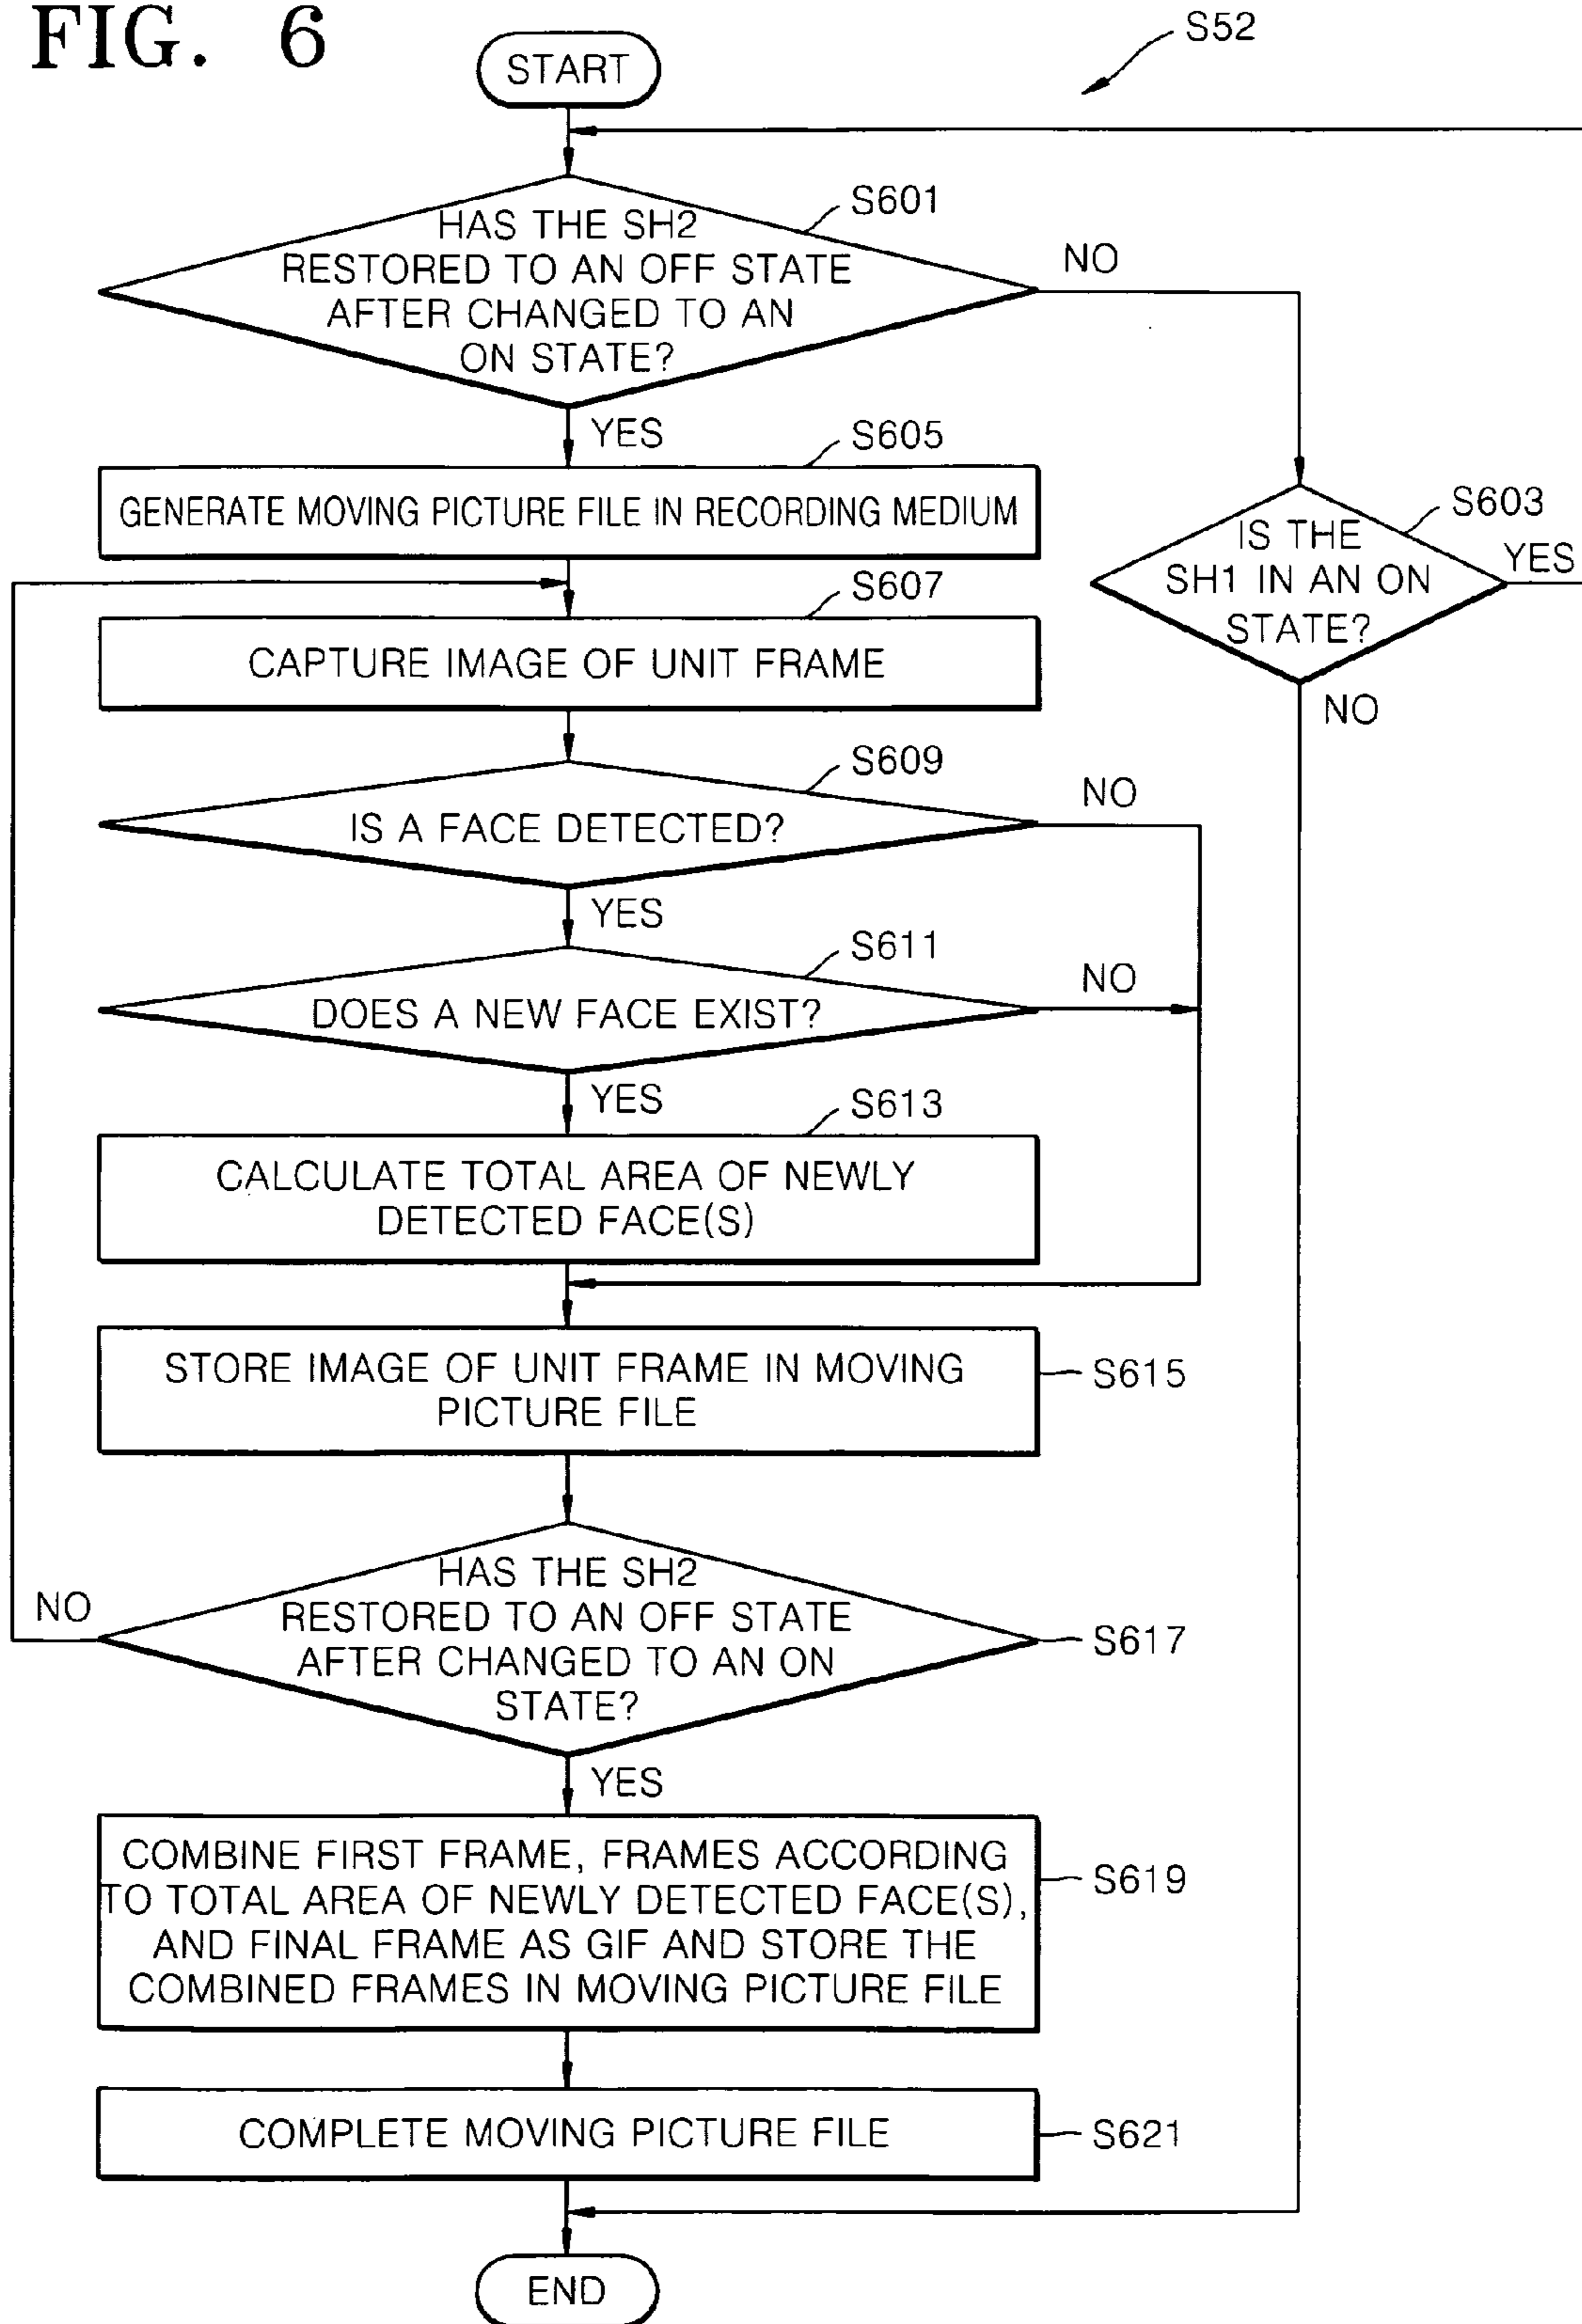 FIG. 6
S52
START
S601
HAS THE SH2
RESTORED TO AN OFF STATE
AFTER CHANGED TO AN
ON STATE?
NO
YES
S605
GENERATE MOVING PICTURE FILE IN RECORDING MEDIUM
S603
IS THE
SH1 IN AN ON
STATE?
YES
NO
S607
CAPTURE IMAGE OF UNIT FRAME
S609
IS A FACE DETECTED?
NO
YES
S611
DOES A NEW FACE EXIST?
NO
YES
S613
CALCULATE TOTAL AREA OF NEWLY
DETECTED FACE(S)
STORE IMAGE OF UNIT FRAME IN MOVING
PICTURE FILE
S615
HAS THE SH2
RESTORED TO AN OFF STATE
AFTER CHANGED TO AN ON
STATE?
NO
S617
YES
COMBINE FIRST FRAME, FRAMES ACCORDING
TO TOTAL AREA OF NEWLY DETECTED FACE(S),
AND FINAL FRAME AS GIF AND STORE THE
COMBINED FRAMES IN MOVING PICTURE FILE
S619
COMPLETE MOVING PICTURE FILE
S621
END